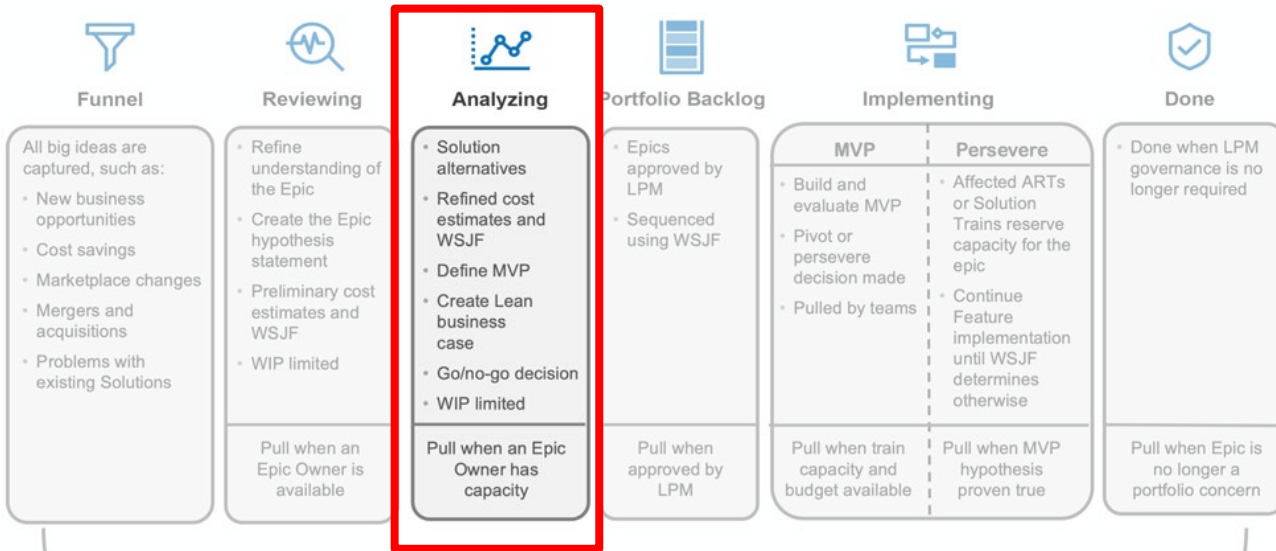 Funnel
All big ideas are
captured, such as:
• New business
opportunities
• Cost savings
• Marketplace changes
• Mergers and
acquisitions
• Problems with
existing Solutions
Reviewing
• Refine
understanding of
the Epic
• Create the Epic
hypothesis
statement
• Preliminary cost
estimates and
WSJF
• WIP limited
Pull when an
Epic Owner is
available
Analyzing
• Solution
alternatives
• Refined cost
estimates and
WSJF
• Define MVP
• Create Lean
business
case
• Go/no-go decision
• WIP limited
Pull when an Epic
Owner has
capacity
Portfolio Backlog
• Epics
approved by
LPM
• Sequenced
using WSJF
Pull when
approved by
LPM
Implementing
MVP
• Build and
evaluate MVP
• Pivot or
persevere
decision made
• Pulled by teams
Pull when train
capacity and
budget available
Persevere
• Affected ARTs
or Solution
Trains reserve
capacity for the
epic
• Continue
Feature
implementation
until WSJF
determines
otherwise
Pull when MVP
hypothesis
proven true
Done
• Done when LPM
governance is no
longer required
Pull when Epic is
no longer a
portfolio concern